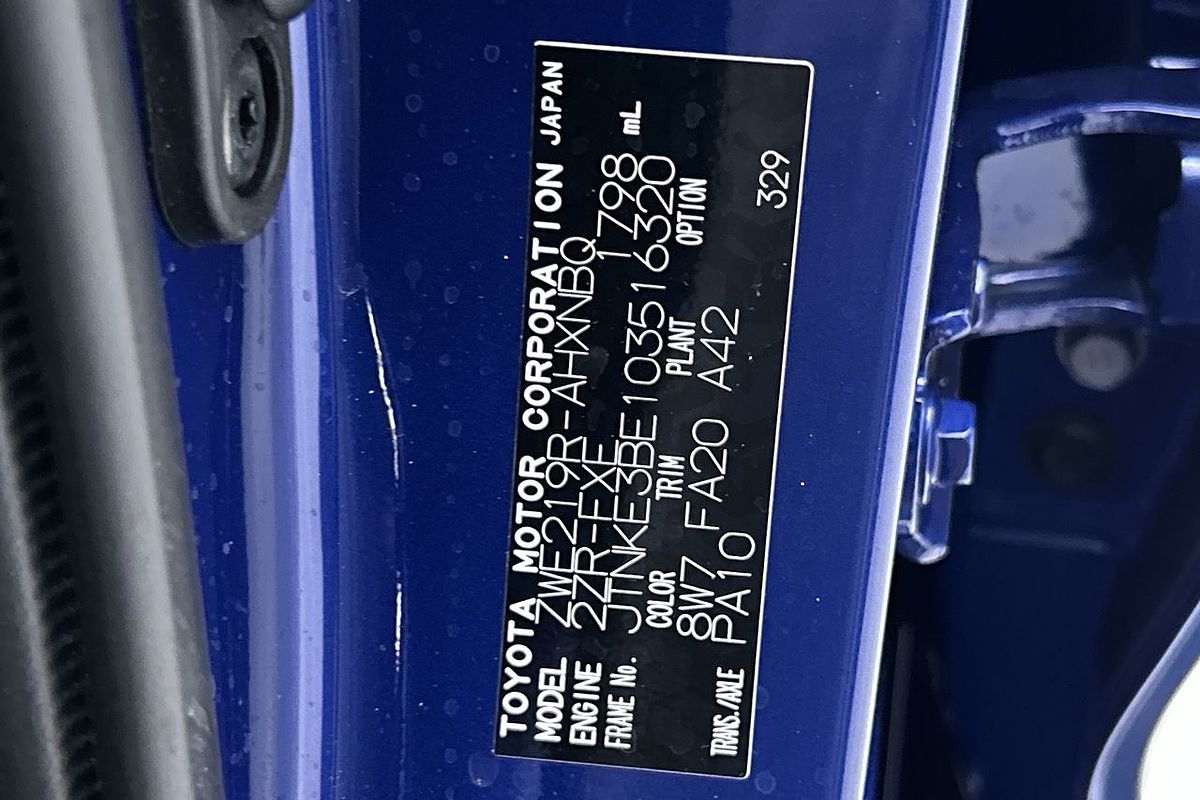 TOYOTA MOTOR CORPORATION JAPAN
MODEL ZWE219R-AHXNBQ
ENGINE 2ZR-FXE 1798 mL
FRAME No. JTNKE3BE103516320
COLOR TRIM PLANT OPTION
8W7 FA20 A42
TRANS./AXLE PA10 329